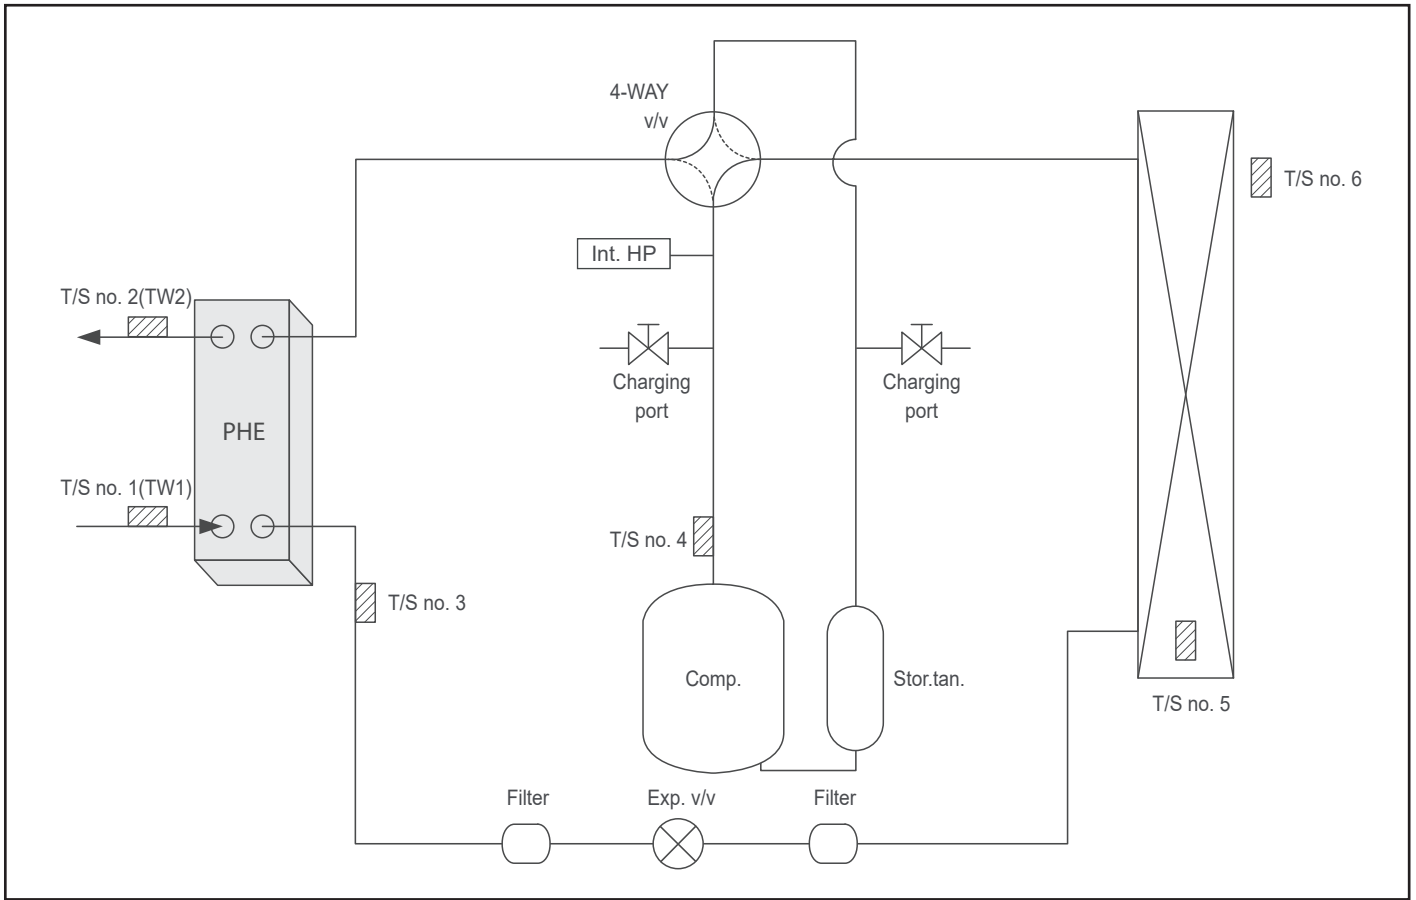 4-WAY
v/v
T/S no. 6
Int. HP
T/S no. 2(TW2)
Charging
port
Charging
port
PHE
T/S no. 1(TW1)
T/S no. 4
T/S no. 3
Comp.
Stor.tan.
T/S no. 5
Filter
Exp. v/v
Filter